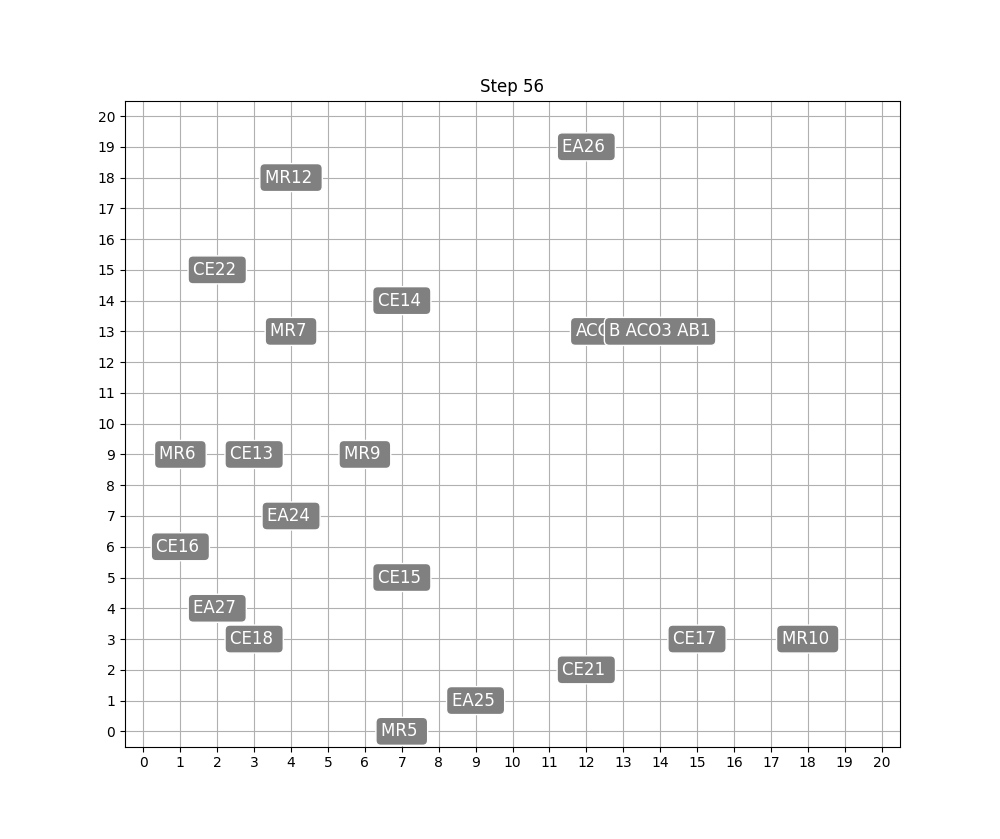 Step 56
20
19 EA26
18 MR12
17
16
15 CE22
14 CE14
13 MR7 B ACO3 AB1
12
11
10
9 MR6 CE13 MR9
8
7 EA24
6 CE16
5 CE15
4 EA27
3 CE18 CE17 MR10
2 CE21
1 EA25
0 MR5
0 1 2 3 4 5 6 7 8 9 10 11 12 13 14 15 16 17 18 19 20